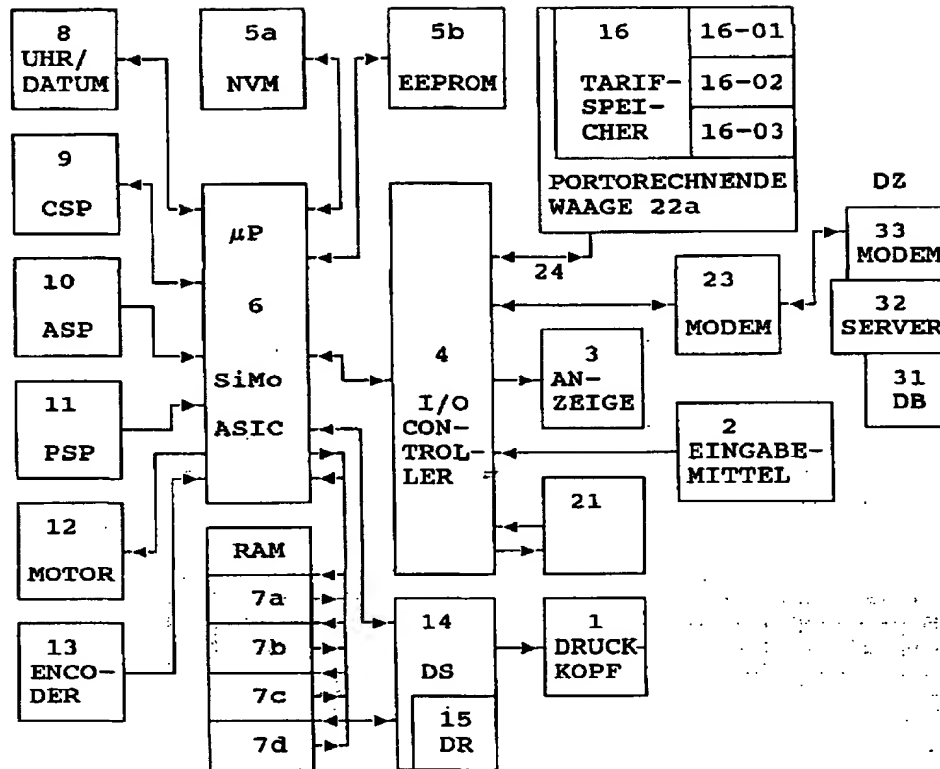 8
UHR/
DATUM
5a
NVM
5b
EEPROM
16
TARIF-
SPEI-
CHER
16-01
16-02
16-03
PORTORECHNENDE
WAAGE 22a
9
CSP
10
ASP
11
PSP
12
MOTOR
13
ENCO-
DER
µP
6
SiMo
ASIC
RAM
7a
7b
7c
7d
4
I/O
CON-
TROL-
LER
24
23
MODEM
DZ
33
MODEM
32
SERVER
31
DB
3
AN-
ZEIGE
2
EINGABE-
MITTEL
21
14
DS
15
DR
1
DRUCK-
KOPF